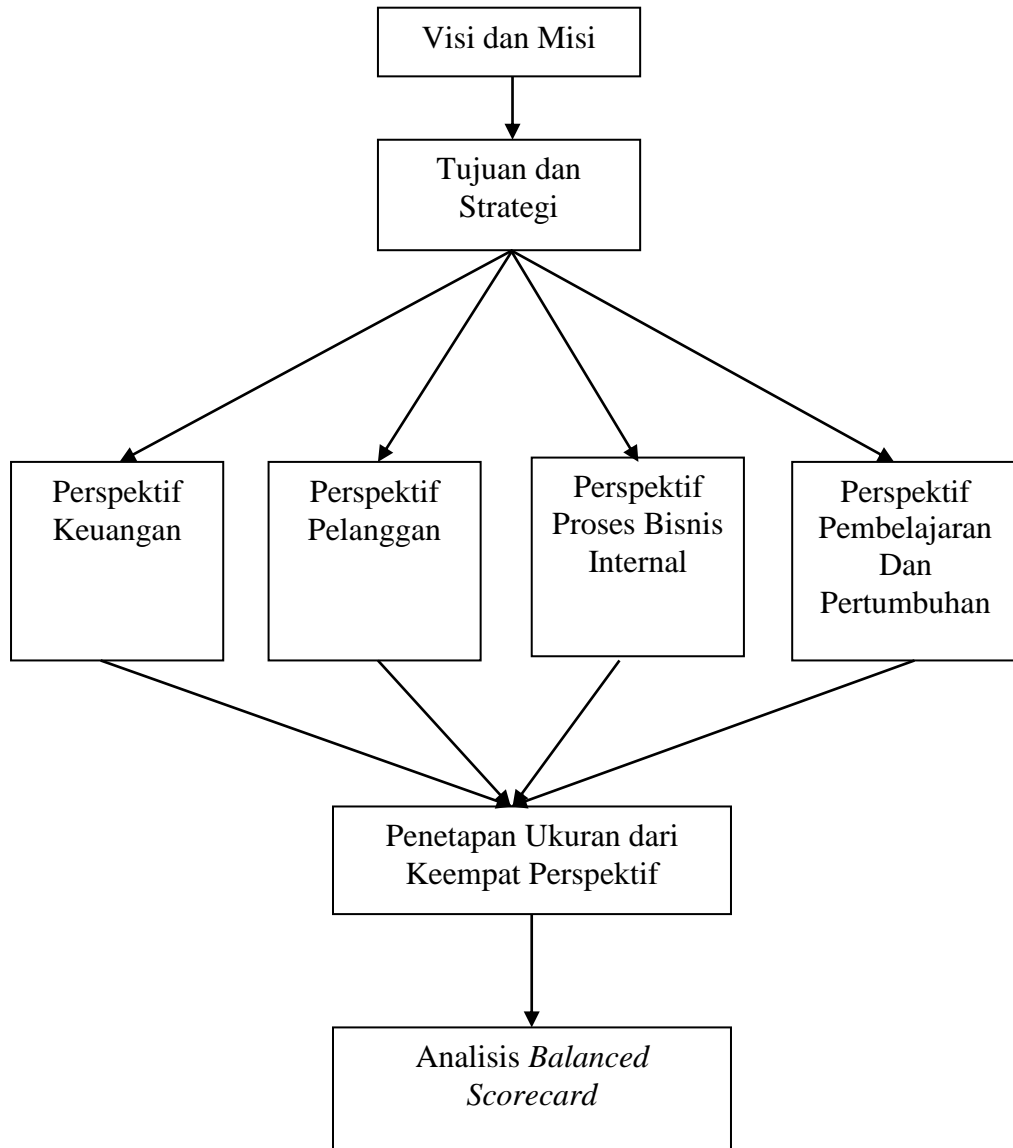 Visi dan Misi
Tujuan dan
Strategi
Perspektif
Keuangan
Perspektif
Pelanggan
Perspektif
Proses Bisnis
Internal
Perspektif
Pembelajaran
Dan
Pertumbuhan
Penetapan Ukuran dari
Keempat Perspektif
Analisis Balanced
Scorecard